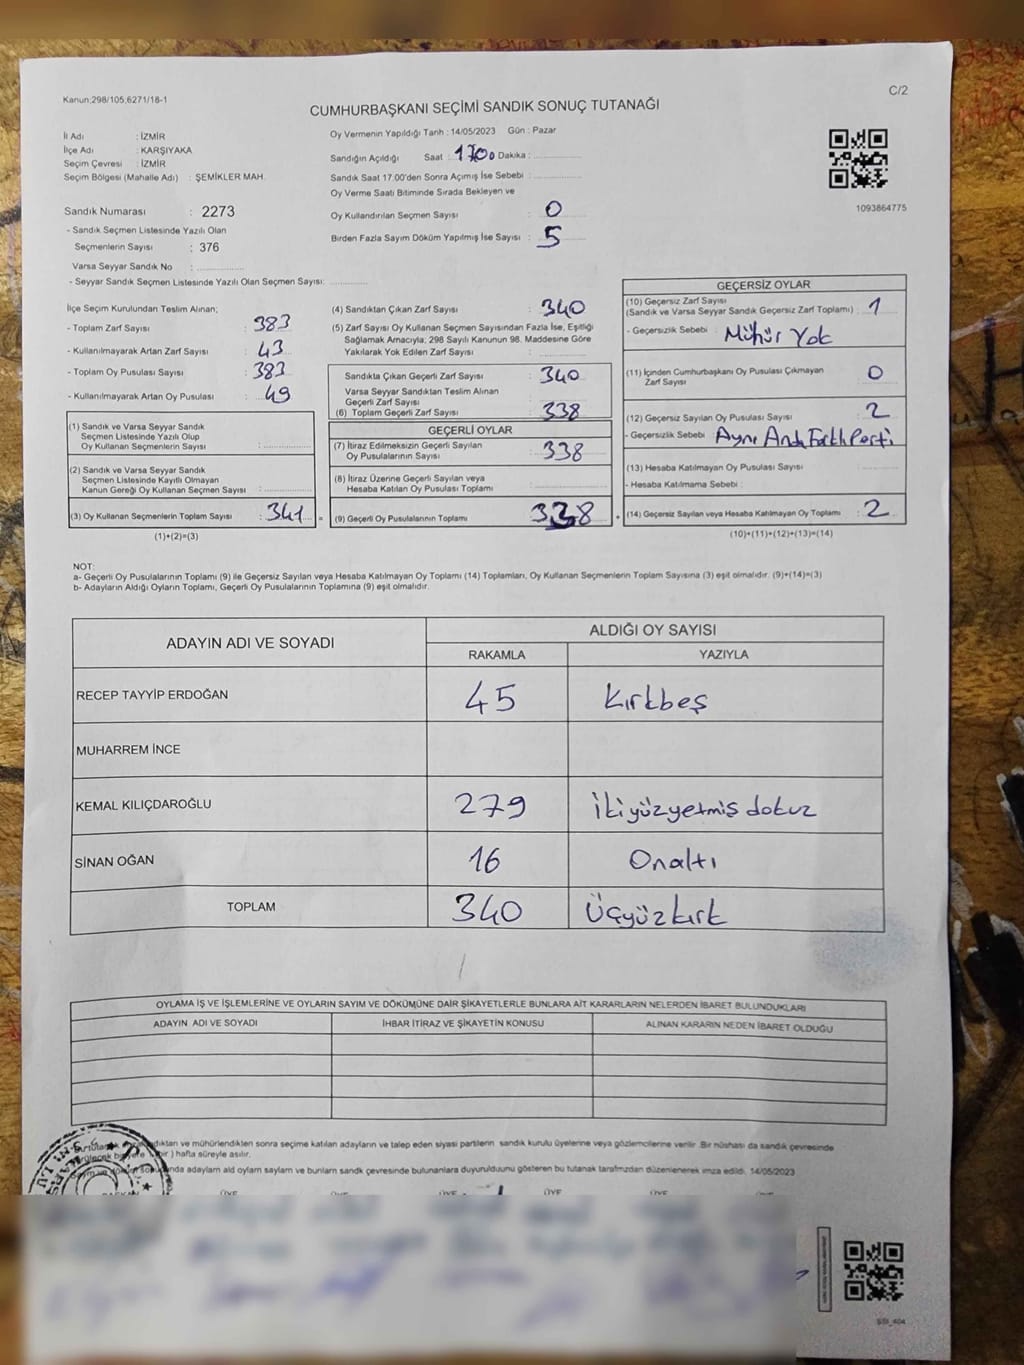 Kanun;298/105;6271/18-1
C/2
CUMHURBAŞKANI SEÇİMİ SANDIK SONUÇ TUTANAĞI
İl Adı : İZMİR
İlçe Adı : KARŞIYAKA
Seçim Çevresi : İZMİR
Seçim Bölgesi (Mahalle Adı) : ŞEMİKLER MAH.
Sandık Numarası : 2273
- Sandık Seçmen Listesinde Yazılı Olan
Seçmenlerin Sayısı : 376
Varsa Seyyar Sandık No :
- Seyyar Sandık Seçmen Listesinde Yazılı Olan Seçmen Sayısı:
Oy Vermenin Yapıldığı Tarih : 14/05/2023 Gün : Pazar
Sandığın Açıldığı Saat : 1700 Dakika :
Sandık Saat 17.00'den Sonra Açımış İse Sebebi :
Oy Verme Saati Bitiminde Sırada Bekleyen ve
Oy Kullandırılan Seçmen Sayısı : 0
Birden Fazla Sayım Döküm Yapılmış İse Sayısı : 5
1093864775
İlçe Seçim Kurulundan Teslim Alınan;
- Toplam Zarf Sayısı : 383
- Kullanılmayarak Artan Zarf Sayısı : 43
- Toplam Oy Pusulası Sayısı : 383
- Kullanılmayarak Artan Oy Pusulası : 49
(1) Sandık ve Varsa Seyyar Sandık
Seçmen Listesinde Yazılı Olup
Oy Kullanan Seçmenlerin Sayısı :
(2) Sandık ve Varsa Seyyar Sandık
Seçmen Listesinde Kayıtlı Olmayan
Kanun Gereği Oy Kullanan Seçmen Sayısı :
(3) Oy Kullanan Seçmenlerin Toplam Sayısı : 341
(1)+(2)=(3)
(4) Sandıktan Çıkan Zarf Sayısı : 340
(5) Zarf Sayısı Oy Kullanan Seçmen Sayısından Fazla İse, Eşitliği
Sağlamak Amacıyla; 298 Sayılı Kanunun 98. Maddesine Göre
Yakılarak Yok Edilen Zarf Sayısı :
Sandıkta Çıkan Geçerli Zarf Sayısı : 340
Varsa Seyyar Sandıktan Teslim Alınan
Geçerli Zarf Sayısı :
(6) Toplam Geçerli Zarf Sayısı : 338
GEÇERLİ OYLAR
(7) İtiraz Edilmeksizin Geçerli Sayılan
Oy Pusulalarının Sayısı : 338
(8) İtiraz Üzerine Geçerli Sayılan veya
Hesaba Katılan Oy Pusulası Toplamı :
(9) Geçerli Oy Pusulalarının Toplamı : 338
GEÇERSİZ OYLAR
(10) Geçersiz Zarf Sayısı
(Sandık ve Varsa Seyyar Sandık Geçersiz Zarf Toplamı) : 1
- Geçersizlik Sebebi : Mühür Yok
(11) İçinden Cumhurbaşkanı Oy Pusulası Çıkmayan
Zarf Sayısı : 0
(12) Geçersiz Sayılan Oy Pusulası Sayısı : 2
- Geçersizlik Sebebi : Aynı Anda Farklı Parti
(13) Hesaba Katılmayan Oy Pusulası Sayısı :
- Hesaba Katılmama Sebebi :
(14) Geçersiz Sayılan veya Hesaba Katılmayan Oy Toplamı : 2
(10)+(11)+(12)+(13)=(14)
NOT:
a- Geçerli Oy Pusulalarının Toplamı (9) ile Geçersiz Sayılan veya Hesaba Katılmayan Oy Toplamı (14) Toplamları, Oy Kullanan Seçmenlerin Toplam Sayısına (3) eşit olmalıdır. (9)+(14)=(3)
b- Adayların Aldığı Oyların Toplamı, Geçerli Oy Pusulalarının Toplamına (9) eşit olmalıdır.
ADAYIN ADI VE SOYADI
ALDIĞI OY SAYISI
RAKAMLA YAZIYLA
RECEP TAYYİP ERDOĞAN 45 Kırkbeş
MUHARREM İNCE
KEMAL KILIÇDAROĞLU 279 İkiyüzyetmiş dokuz
SİNAN OĞAN 16 Onaltı
TOPLAM 340 Üçyüzkırk
OYLAMA İŞ VE İŞLEMLERİNE VE OYLARIN SAYIM VE DÖKÜMÜNE DAİR ŞİKAYETLERLE BUNLARA AİT KARARLARIN NELERDEN İBARET BULUNDUKLARI
ADAYIN ADI VE SOYADI İHBAR İTİRAZ VE ŞİKAYETİN KONUSU ALINAN KARARIN NEDEN İBARET OLDUĞU
ve mühürlendikten sonra seçime katılan adayların ve talep eden siyasi partilerin sandık kurulu üyelerine veya gözlemcilerine verilir. Bir nüshası da sandık çevresinde
) hafta süreyle asılır.
adayların aldı oyların sayların ve bunların sandk çevresinde bulunanlara duyurulduunu gösteren bu tutanak tarafımızdan düzenlenerek imza edildi. 14/05/2023
ÜYE ÜYE ÜYE ÜYE ÜYE ÜYE